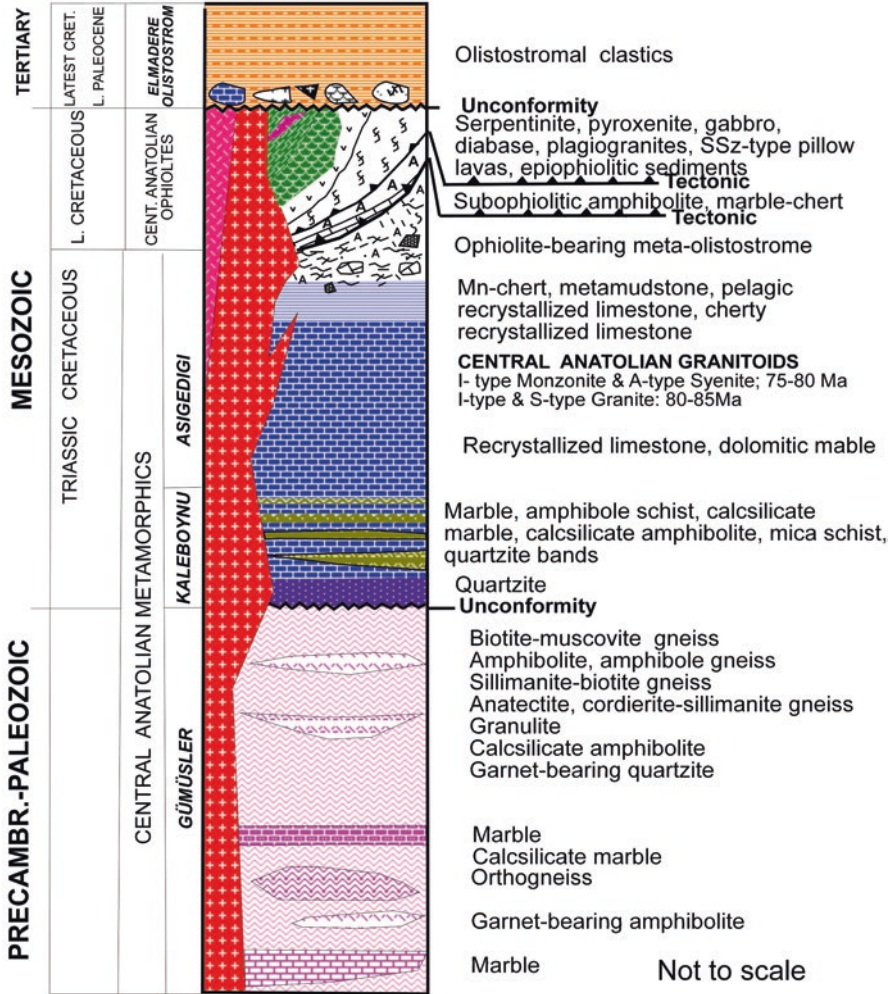 TERTIARY
LATEST CRET.
L. PALEOCENE
ELMADERE
OLISTOSTROM
Olistostromal clastics
Unconformity
MESOZOIC
L. CRETACEOUS
CENT. ANATOLIAN
OPHIOLTES
Serpentinite, pyroxenite, gabbro,
diabase, plagiogranites, SSz-type pillow
lavas, epiophiolitic sediments
Tectonic
Subophiolitic amphibolite, marble-chert
Tectonic
Ophiolite-bearing meta-olistostrome
TRIASSIC CRETACEOUS
CENTRAL ANATOLIAN METAMORPHICS
ASIGEDIGI
Mn-chert, metamudstone, pelagic
recrystallized limestone, cherty
recrystallized limestone
CENTRAL ANATOLIAN GRANITOIDS
I- type Monzonite & A-type Syenite; 75-80 Ma
I-type & S-type Granite: 80-85Ma
Recrystallized limestone, dolomitic mable
KALEBOYNU
Marble, amphibole schist, calcsilicate
marble, calcsilicate amphibolite, mica schist,
quartzite bands
Quartzite
Unconformity
PRECAMBR.-PALEOZOIC
GÜMÜSLER
Biotite-muscovite gneiss
Amphibolite, amphibole gneiss
Sillimanite-biotite gneiss
Anatectite, cordierite-sillimanite gneiss
Granulite
Calcsilicate amphibolite
Garnet-bearing quartzite
Marble
Calcsilicate marble
Orthogneiss
Garnet-bearing amphibolite
Marble
Not to scale